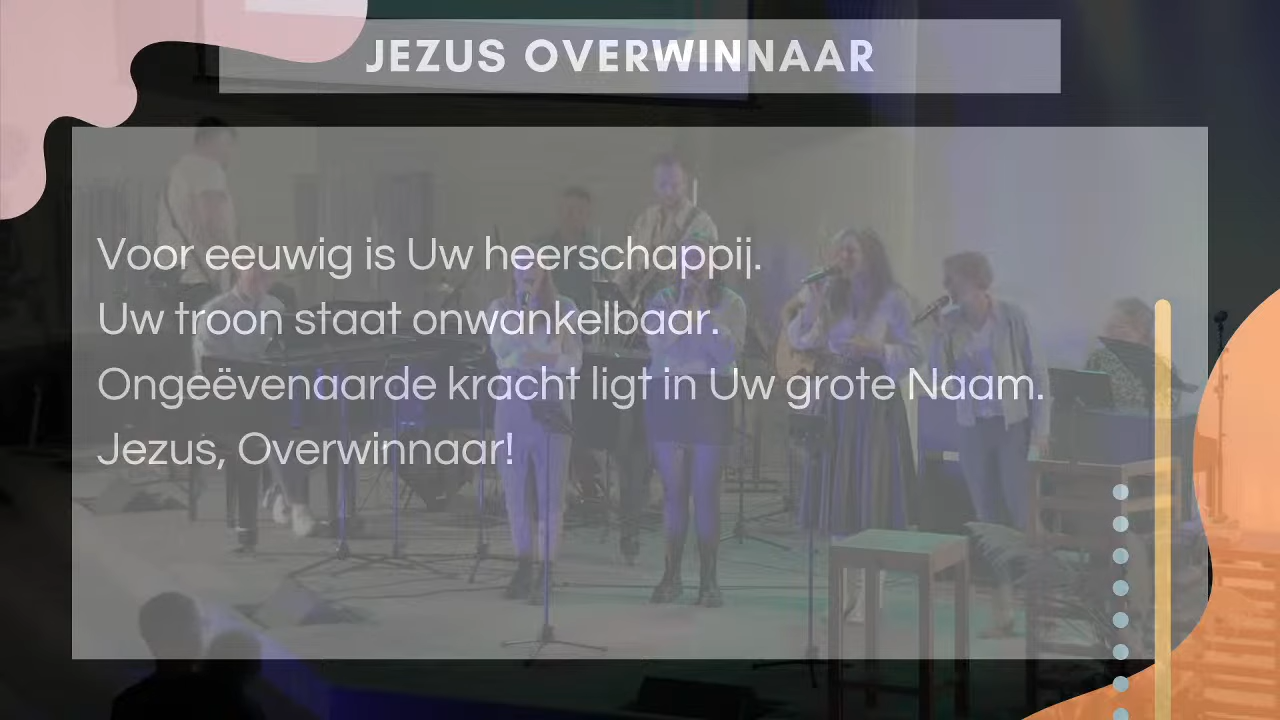 JEZUS OVERWINNAAR
Voor eeuwig is Uw heerschappij.
Uw troon staat onwankelbaar.
Ongeëvenaarde kracht ligt in Uw grote Naam.
Jezus, Overwinnaar!